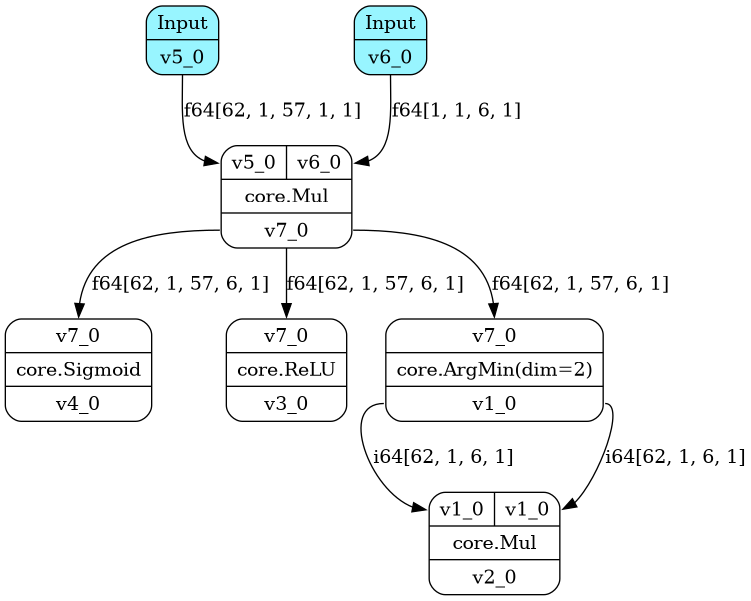 Input
v5_0
Input
v6_0
f64[62, 1, 57, 1, 1]
f64[1, 1, 6, 1]
v5_0 v6_0
core.Mul
v7_0
f64[62, 1, 57, 6, 1]
f64[62, 1, 57, 6, 1]
f64[62, 1, 57, 6, 1]
v7_0
core.Sigmoid
v4_0
v7_0
core.ReLU
v3_0
v7_0
core.ArgMin(dim=2)
v1_0
i64[62, 1, 6, 1]
i64[62, 1, 6, 1]
v1_0 v1_0
core.Mul
v2_0